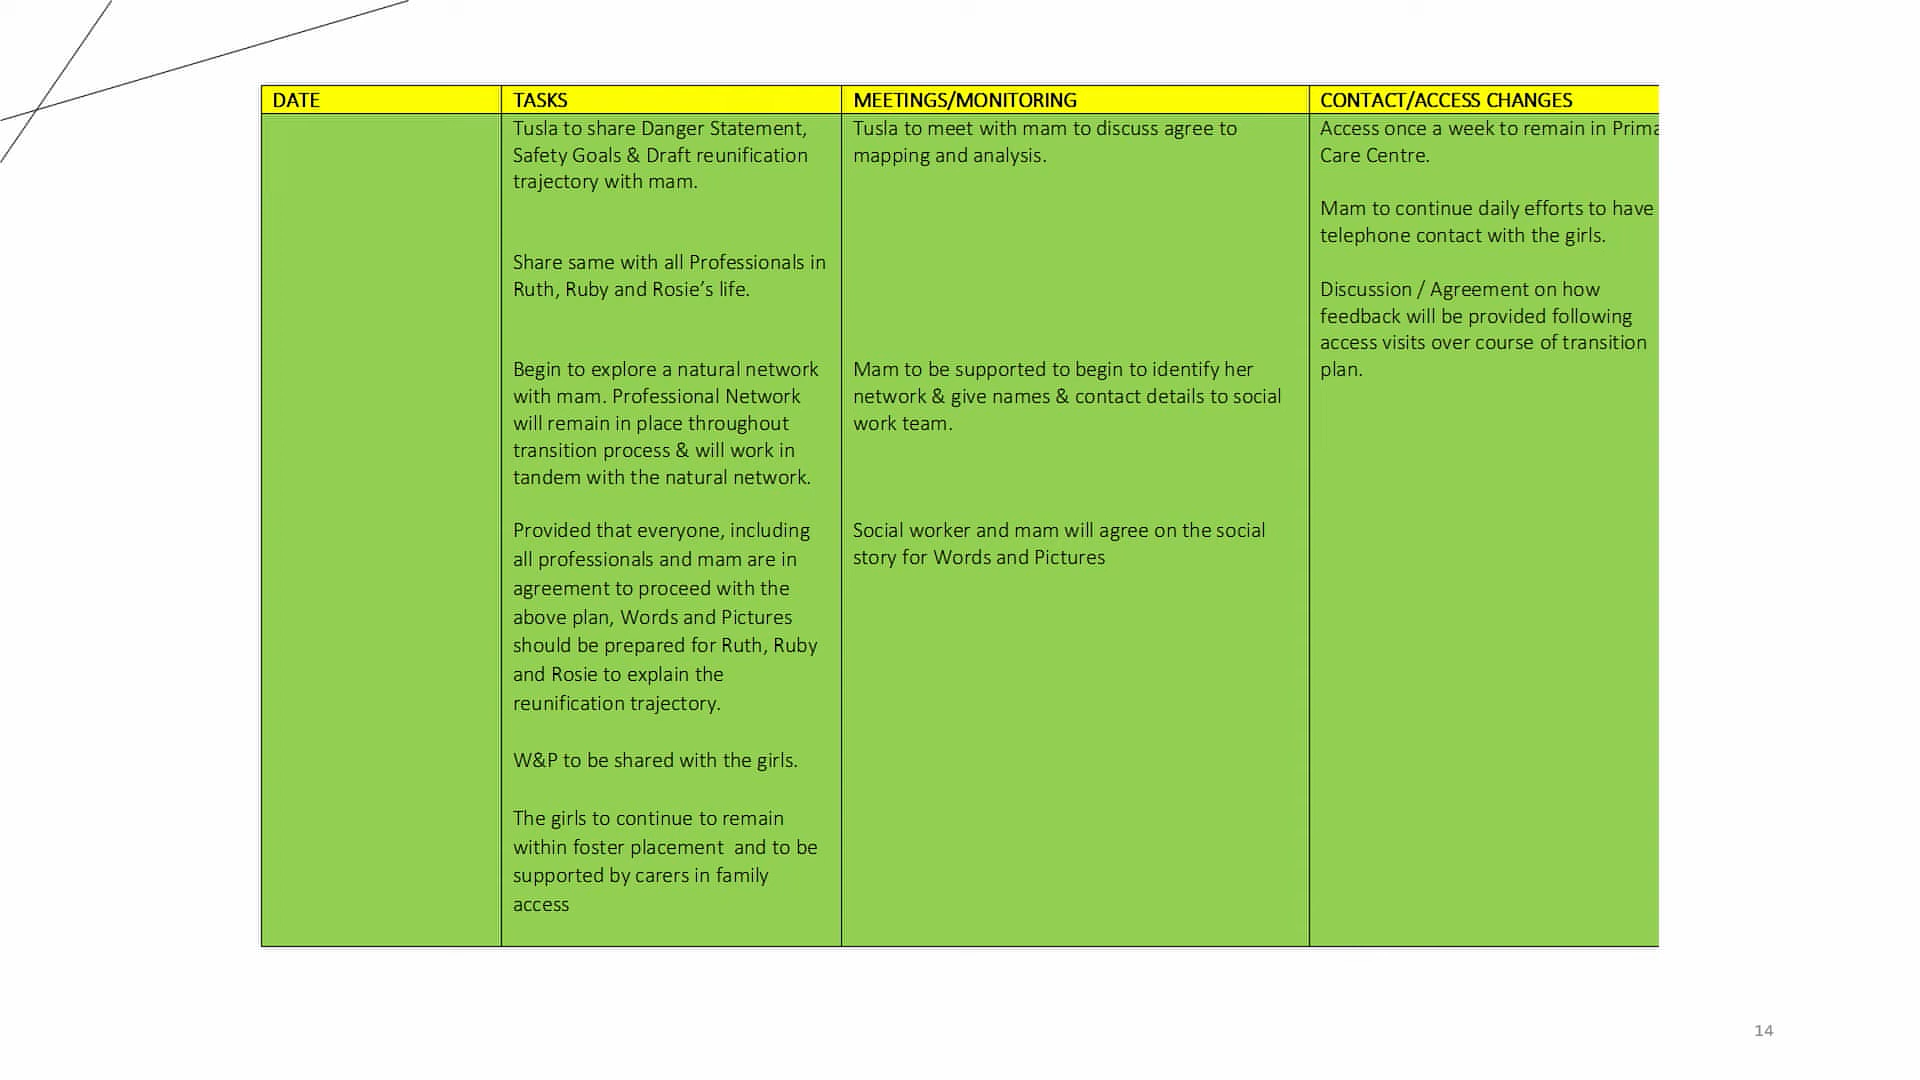 DATE
TASKS
MEETINGS/MONITORING
CONTACT/ACCESS CHANGES
Tusla to share Danger Statement,
Safety Goals & Draft reunification
trajectory with mam.
Share same with all Professionals in
Ruth, Ruby and Rosie’s life.
Begin to explore a natural network
with mam. Professional Network
will remain in place throughout
transition process & will work in
tandem with the natural network.
Provided that everyone, including
all professionals and mam are in
agreement to proceed with the
above plan, Words and Pictures
should be prepared for Ruth, Ruby
and Rosie to explain the
reunification trajectory.
W&P to be shared with the girls.
The girls to continue to remain
within foster placement  and to be
supported by carers in family
access
Tusla to meet with mam to discuss agree to
mapping and analysis.
Mam to be supported to begin to identify her
network & give names & contact details to social
work team.
Social worker and mam will agree on the social
story for Words and Pictures
Access once a week to remain in
Care Centre.
Mam to continue daily efforts to have
telephone contact with the girls.
Discussion / Agreement on how
feedback will be provided following
access visits over course of transition
plan.
14